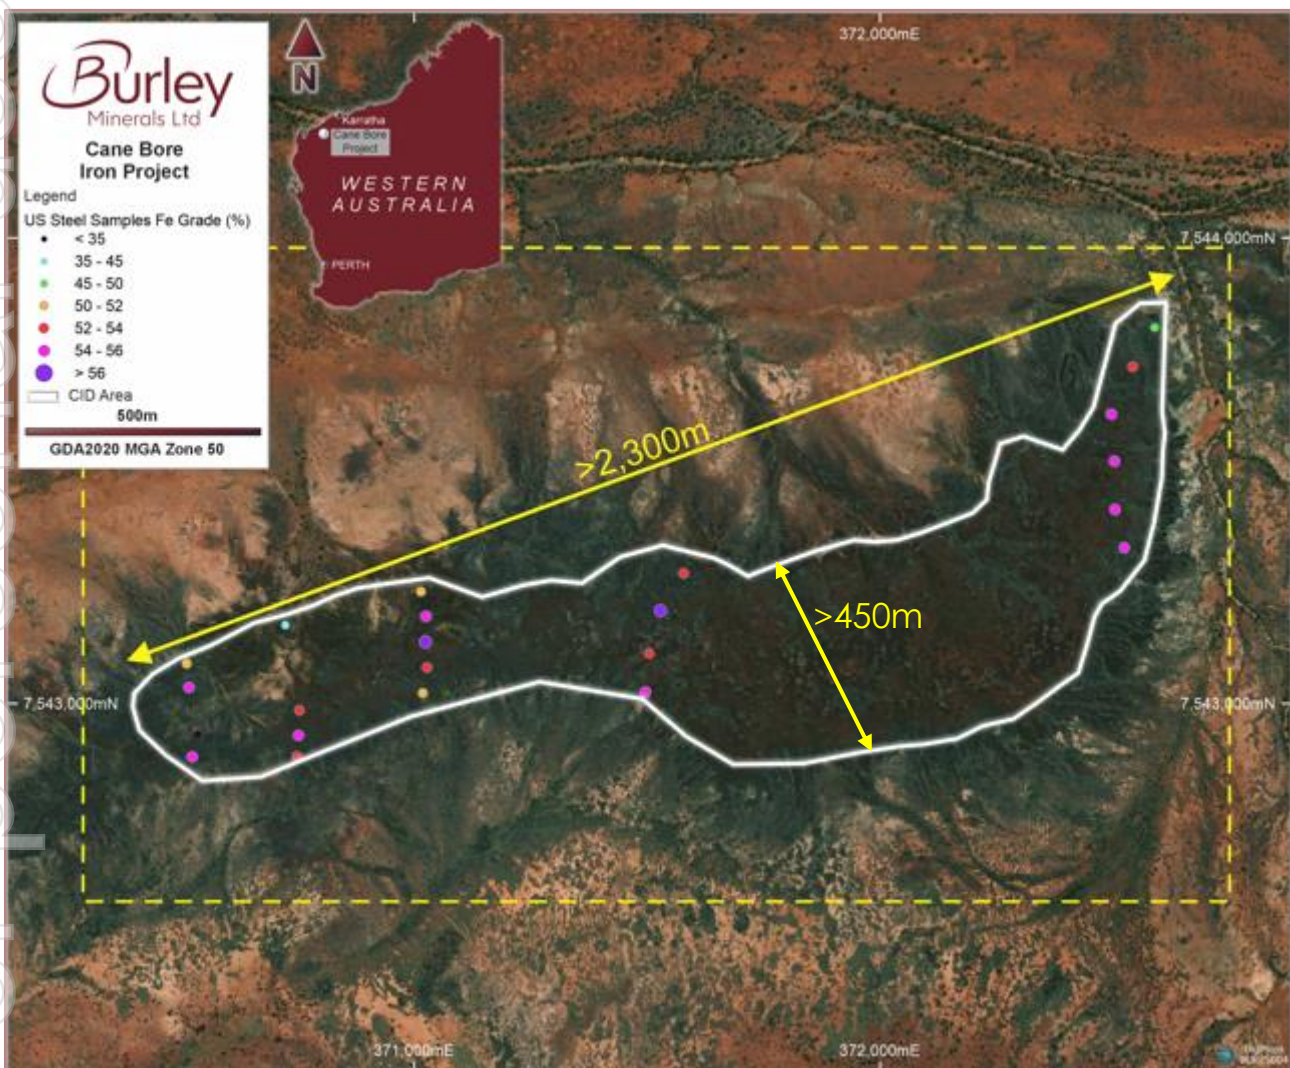 372,000mE
Burley
Minerals Ltd
Cane Bore
Iron Project
Legend
US Steel Samples Fe Grade (%)
< 35
35 - 45
45 - 50
50 - 52
52 - 54
54 - 56
> 56
CID Area
500m
GDA2020 MGA Zone 50
N
Karratha
Cane Bore
Project
WESTERN
AUSTRALIA
PERTH
7,544,000mN
>2,300m
>450m
7,543,000mN
7,543,000mN
371,000mE
372,000mE